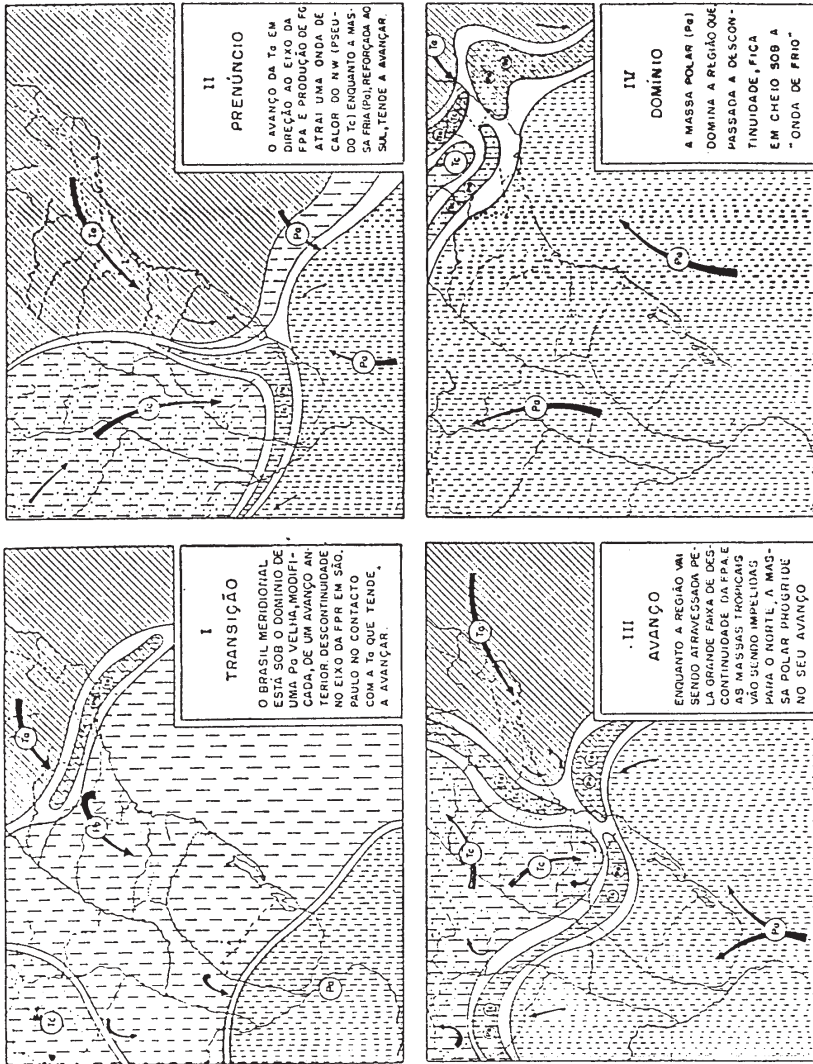 I
TRANSIÇÃO
O BRASIL MERIDIONAL
ESTÁ SOB O DOMÍNIO DE
UMA Pa VELHA, MODIFI-
CADA, DE UM AVANÇO AN-
TERIOR. DESCONTINUIDADE
NO EIXO DA FPR EM SÃO
PAULO NO CONTACTO
COM A Ta QUE TENDE
A AVANÇAR.
Tc
Ta
Pa
II
PRENÚNCIO
O AVANÇO DA Ta EM
DIREÇÃO AO EIXO DA
FPA E PRODUÇÃO DE FG
ATRAI UMA ONDA DE
CALOR DO NW (PSEU-
DO Tc) ENQUANTO A MAS-
SA FRIA (Pa), REFORÇADA AO
SUL, TENDE A AVANÇAR.
Tc
Ta
Pa
Pa
III
AVANÇO
ENQUANTO A REGIÃO VAI
SENDO ATRAVESSADA PE-
LA GRANDE FAIXA DE DES-
CONTINUIDADE DA FPA, E
AS MASSAS TROPICAIS
VÃO SENDO IMPELIDAS
PARA O NORTE, A MAS-
SA POLAR PROGRIDE
NO SEU AVANÇO
Tc
Tc
Ta
Pa
IV
DOMÍNIO
A MASSA POLAR (Pa)
DOMINA A REGIÃO QUE,
PASSADA A DESCON-
TINUIDADE, FICA
EM CHEIO SOB A
"ONDA DE FRIO"
Ta
Tc
Pa
Pa